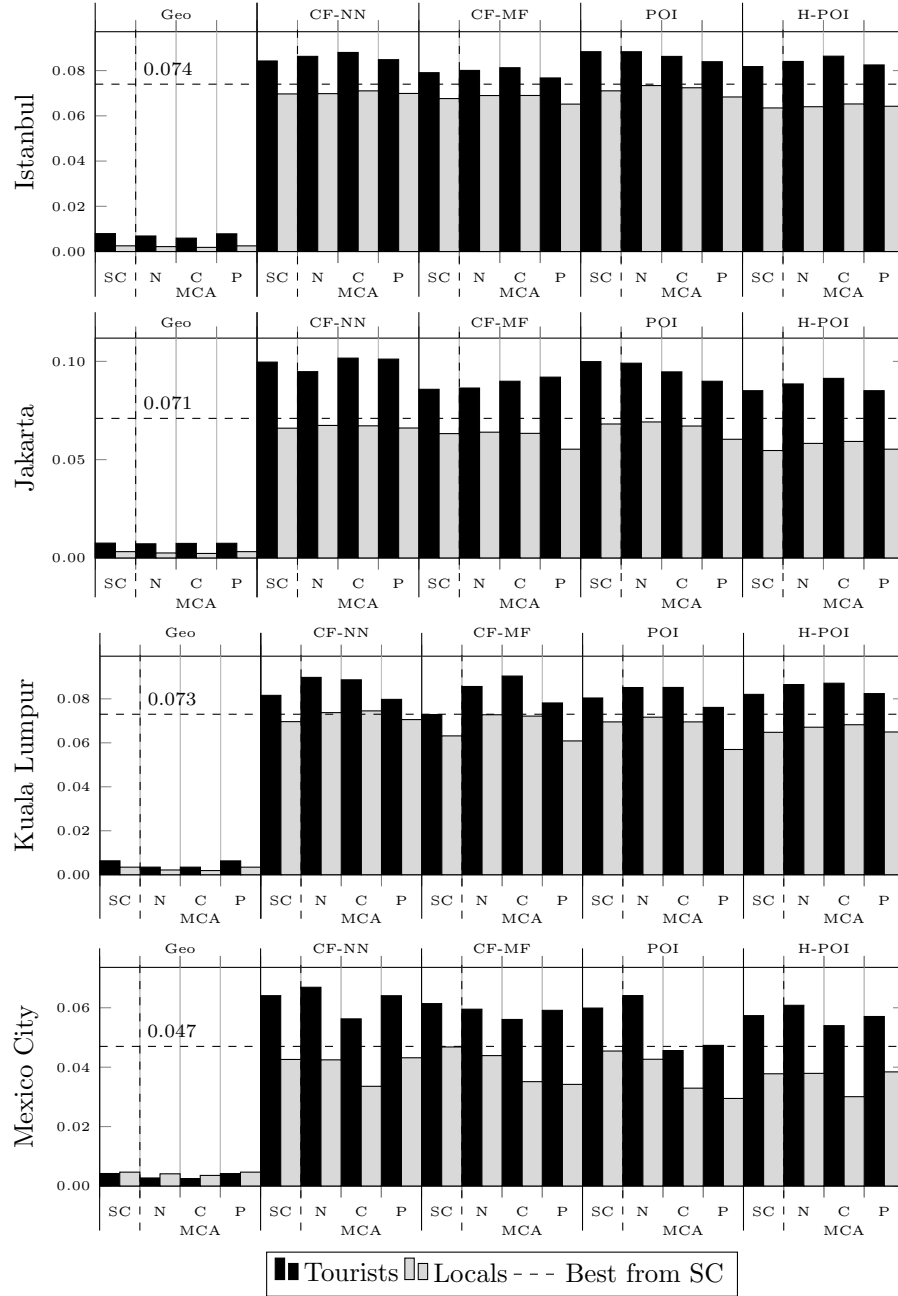 Geo CF-NN CF-MF POI H-POI
0.08
0.074
0.06
0.04
0.02
0.00
Istanbul
SC N C P SC N C P SC N C P SC N C P SC N C P
MCA MCA MCA MCA MCA
Geo CF-NN CF-MF POI H-POI
0.10
0.071
0.05
0.00
Jakarta
SC N C P SC N C P SC N C P SC N C P SC N C P
MCA MCA MCA MCA MCA
Geo CF-NN CF-MF POI H-POI
0.08
0.073
0.06
0.04
0.02
0.00
Kuala Lumpur
SC N C P SC N C P SC N C P SC N C P SC N C P
MCA MCA MCA MCA MCA
Geo CF-NN CF-MF POI H-POI
0.06
0.047
0.04
0.02
0.00
Mexico City
SC N C P SC N C P SC N C P SC N C P SC N C P
MCA MCA MCA MCA MCA
Tourists Locals Best from SC